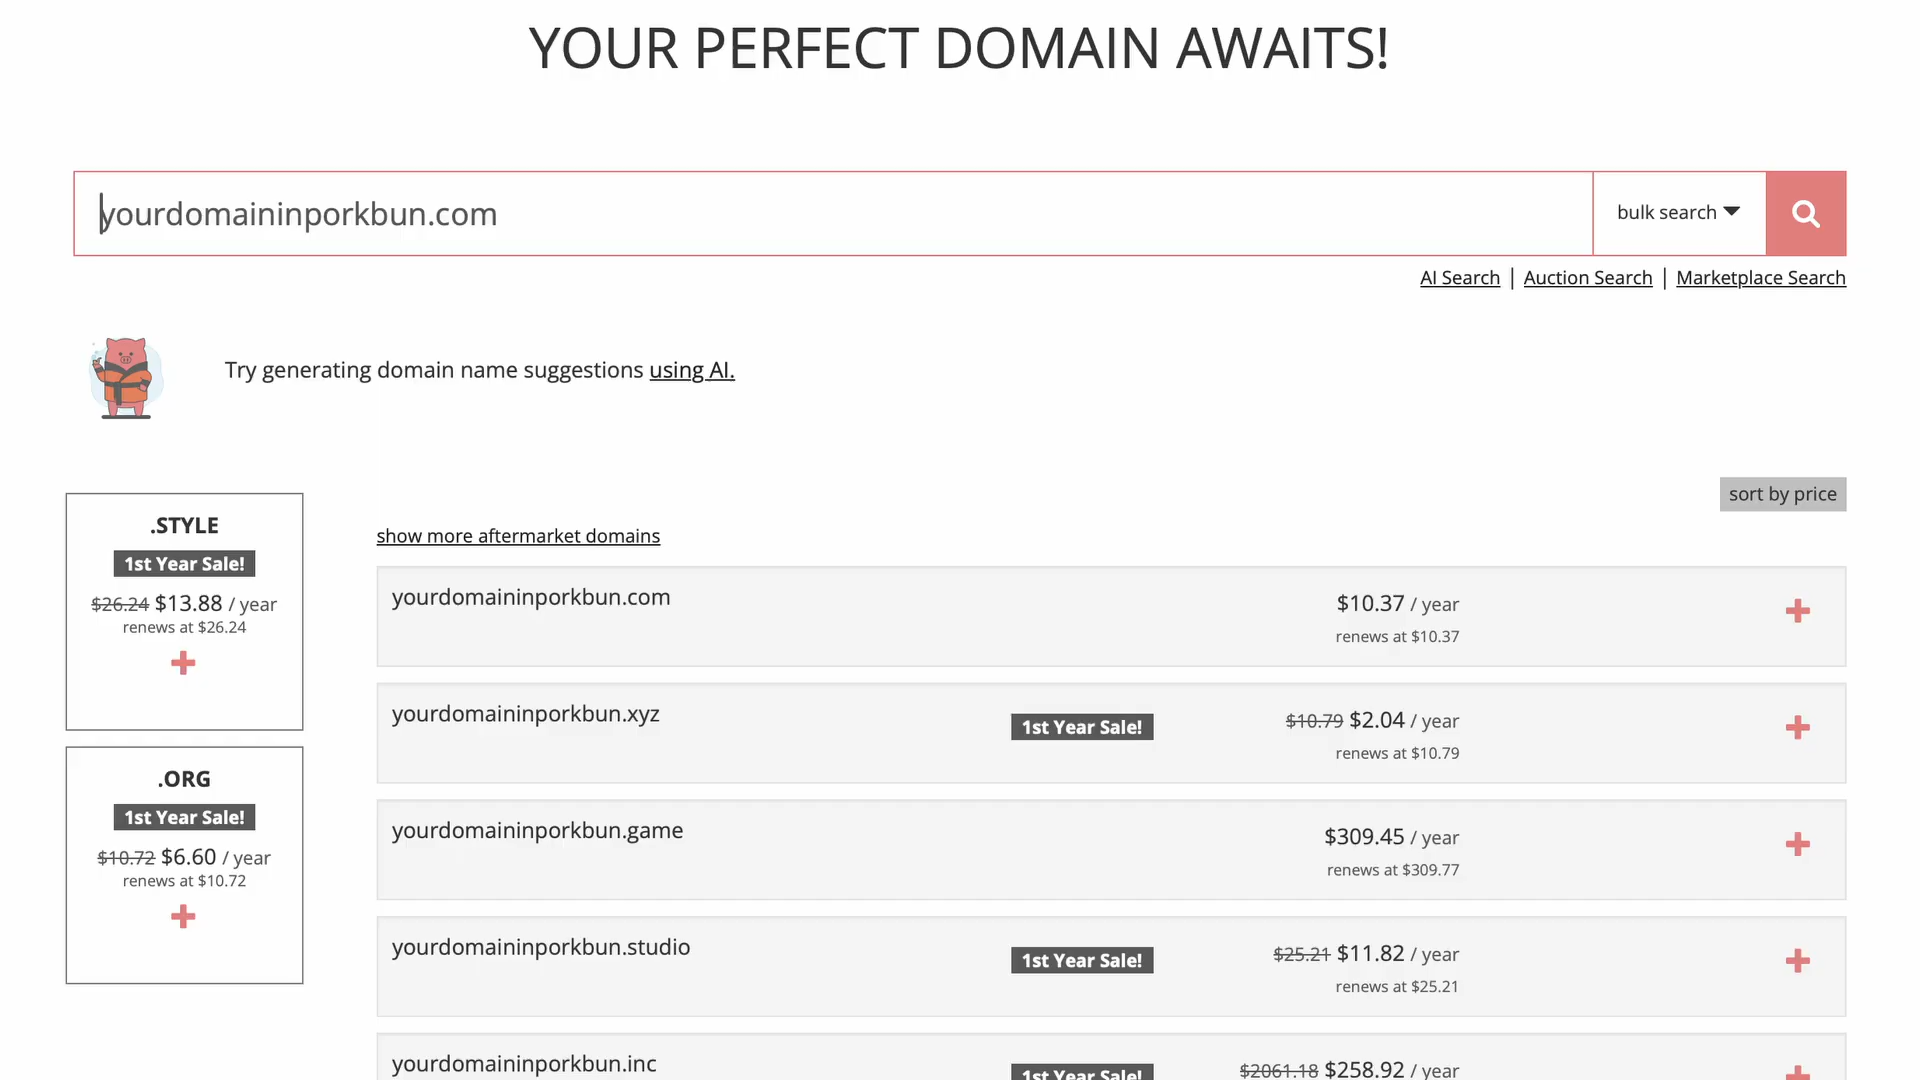 YOUR PERFECT DOMAIN AWAITS!
yourdomaininporkbun.com
bulk search
AI Search | Auction Search | Marketplace Search
Try generating domain name suggestions using AI.
sort by price
.STYLE
1st Year Sale!
$26.24 $13.88 / year
renews at $26.24
.ORG
1st Year Sale!
$10.72 $6.60 / year
renews at $10.72
show more aftermarket domains
yourdomaininporkbun.com
$10.37 / year
renews at $10.37
yourdomaininporkbun.xyz
1st Year Sale!
$10.79 $2.04 / year
renews at $10.79
yourdomaininporkbun.game
$309.45 / year
renews at $309.77
yourdomaininporkbun.studio
1st Year Sale!
$25.21 $11.82 / year
renews at $25.21
yourdomaininporkbun.inc
1st Year Sale!
$2061.18 $258.92 / year